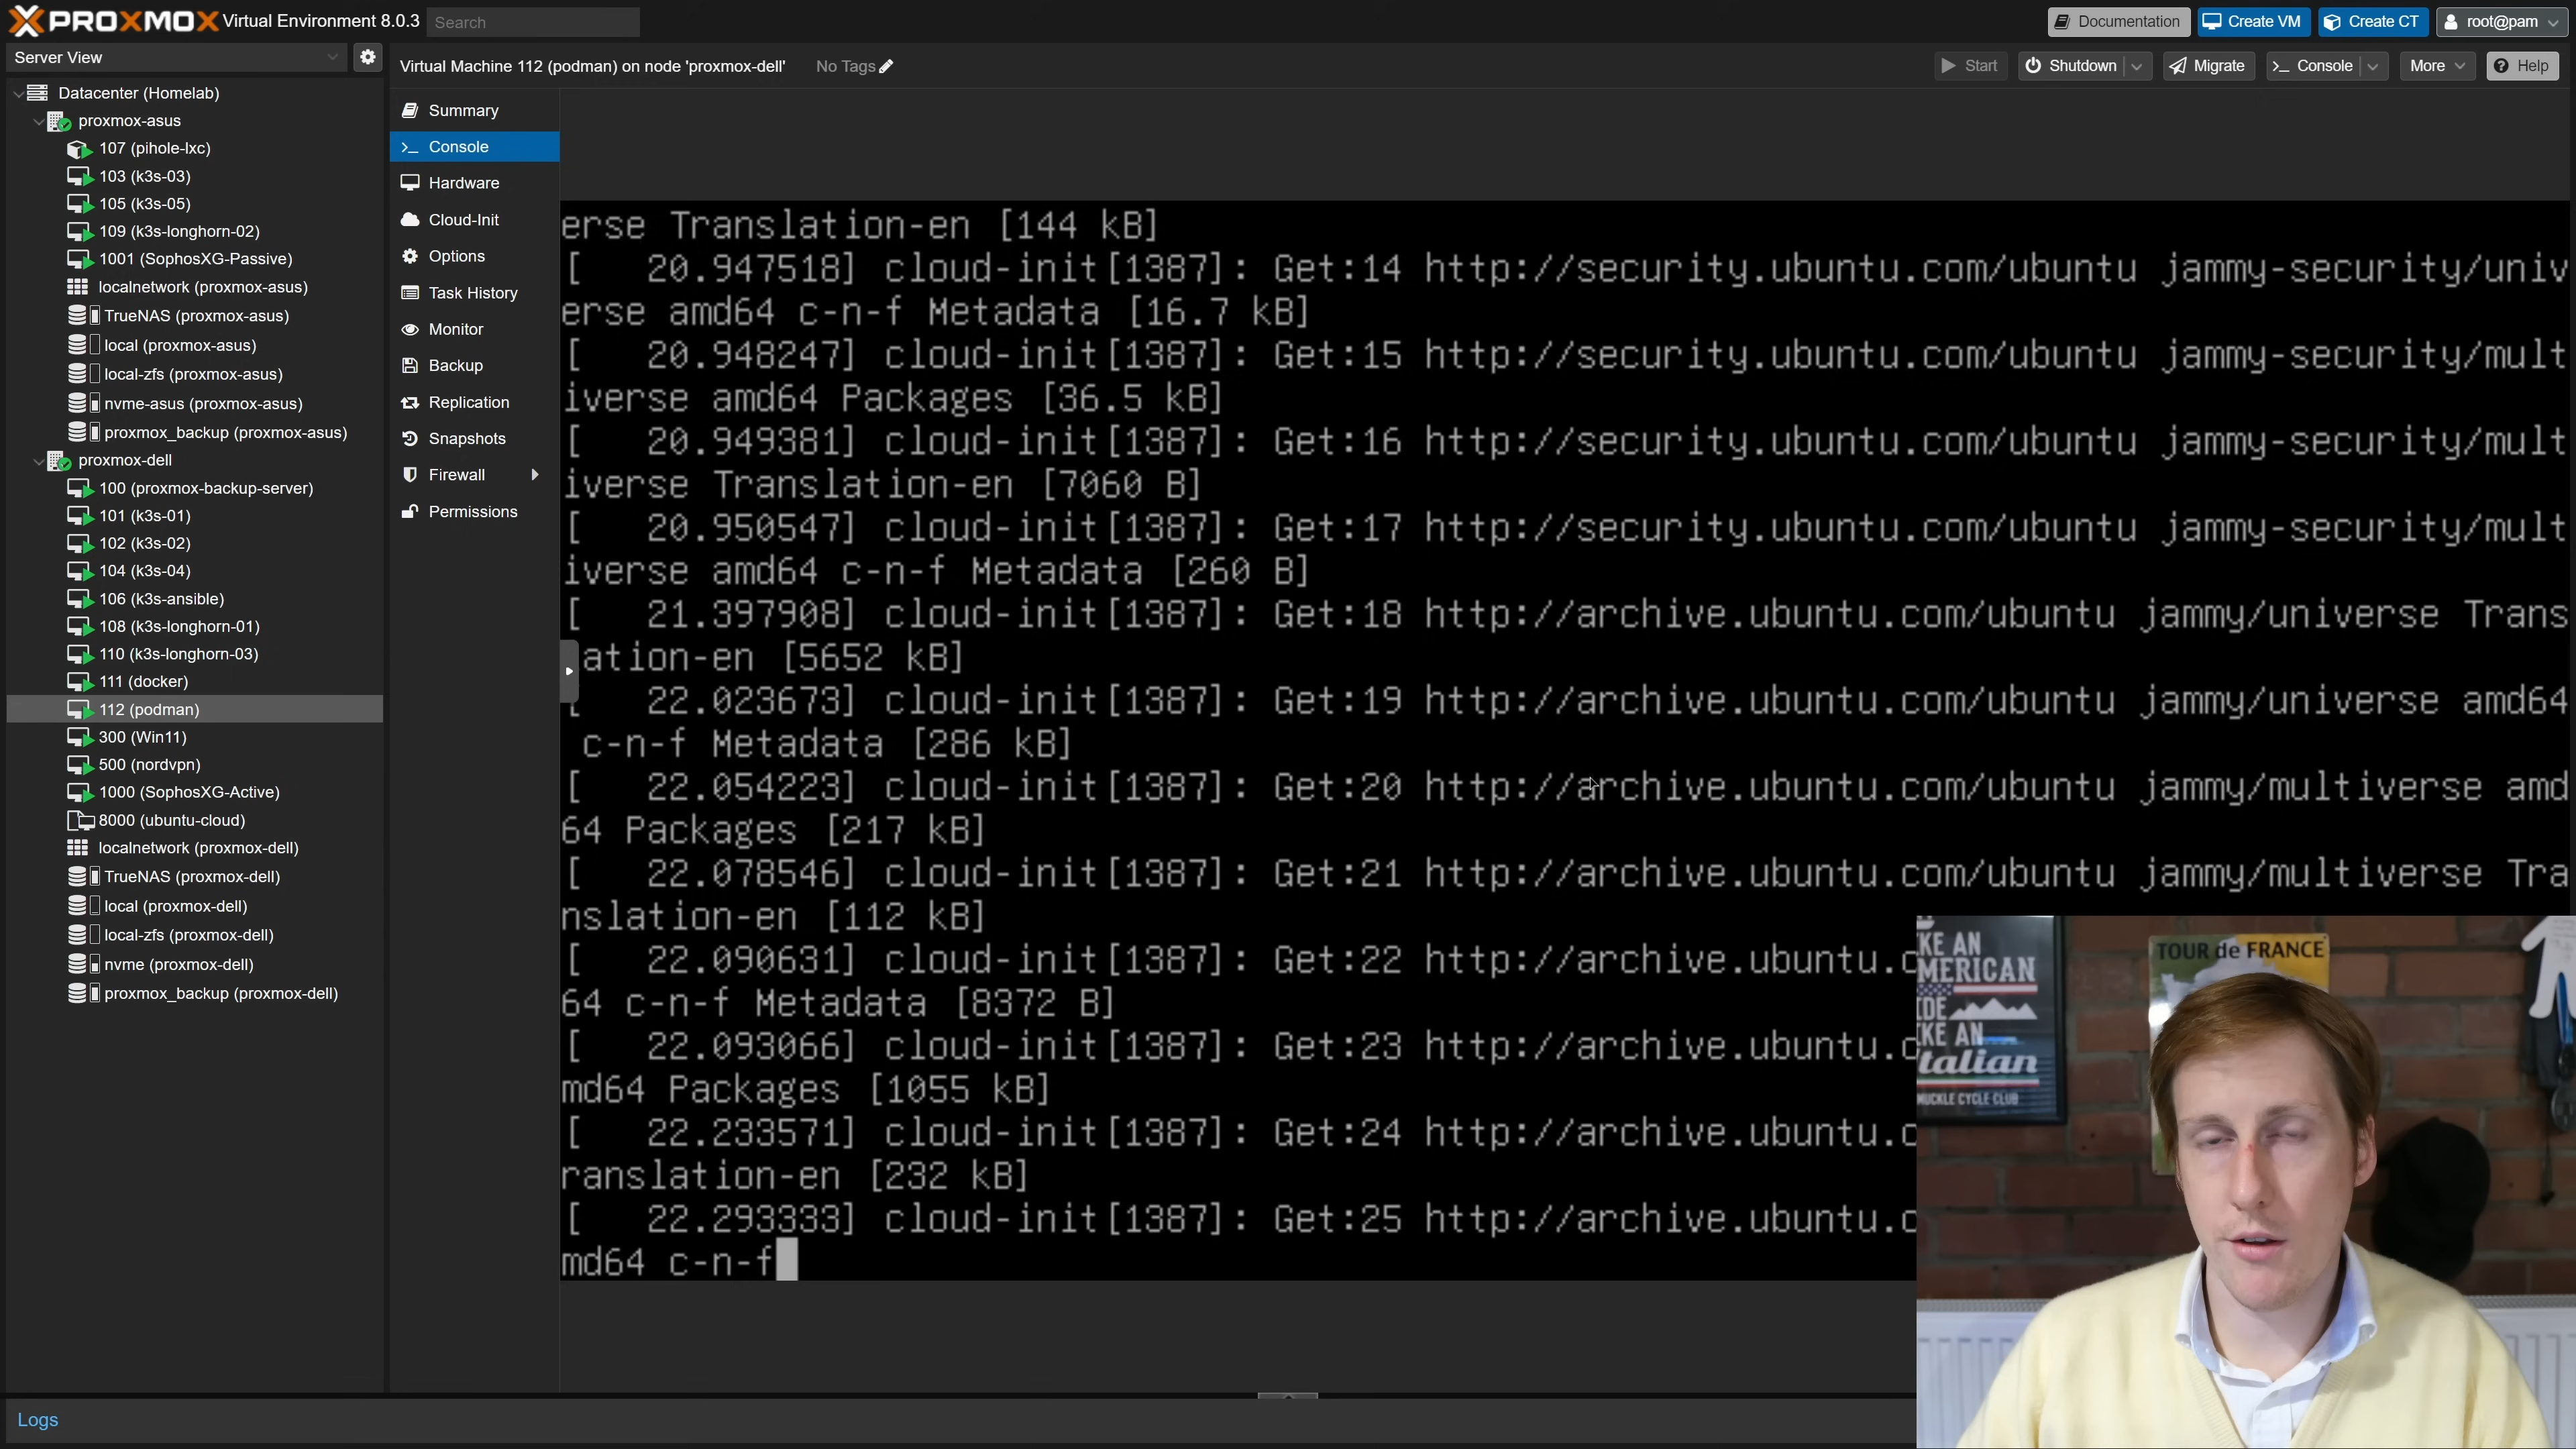 PROXMOX Virtual Environment 8.0.3 Search Documentation Create VM Create CT root@pam
Server View
Virtual Machine 112 (podman) on node 'proxmox-dell' No Tags Start Shutdown Migrate Console More Help
Datacenter (Homelab)
proxmox-asus
107 (pihole-lxc)
103 (k3s-03)
105 (k3s-05)
109 (k3s-longhorn-02)
1001 (SophosXG-Passive)
localnetwork (proxmox-asus)
TrueNAS (proxmox-asus)
local (proxmox-asus)
local-zfs (proxmox-asus)
nvme-asus (proxmox-asus)
proxmox_backup (proxmox-asus)
proxmox-dell
100 (proxmox-backup-server)
101 (k3s-01)
102 (k3s-02)
104 (k3s-04)
106 (k3s-ansible)
108 (k3s-longhorn-01)
110 (k3s-longhorn-03)
111 (docker)
112 (podman)
300 (Win11)
500 (nordvpn)
1000 (SophosXG-Active)
8000 (ubuntu-cloud)
localnetwork (proxmox-dell)
TrueNAS (proxmox-dell)
local (proxmox-dell)
local-zfs (proxmox-dell)
nvme (proxmox-dell)
proxmox_backup (proxmox-dell)
Summary
Console
Hardware
Cloud-Init
Options
Task History
Monitor
Backup
Replication
Snapshots
Firewall
Permissions
erse Translation-en [144 kB]
[   20.947518] cloud-init[1387]: Get:14 http://security.ubuntu.com/ubuntu jammy-security/univ
erse amd64 c-n-f Metadata [16.7 kB]
[   20.948247] cloud-init[1387]: Get:15 http://security.ubuntu.com/ubuntu jammy-security/mult
iverse amd64 Packages [36.5 kB]
[   20.949381] cloud-init[1387]: Get:16 http://security.ubuntu.com/ubuntu jammy-security/mult
iverse Translation-en [7060 B]
[   20.950547] cloud-init[1387]: Get:17 http://security.ubuntu.com/ubuntu jammy-security/mult
iverse amd64 c-n-f Metadata [260 B]
[   21.397908] cloud-init[1387]: Get:18 http://archive.ubuntu.com/ubuntu jammy/universe Trans
ation-en [5652 kB]
[   22.023673] cloud-init[1387]: Get:19 http://archive.ubuntu.com/ubuntu jammy/universe amd64
c-n-f Metadata [286 kB]
[   22.054223] cloud-init[1387]: Get:20 http://archive.ubuntu.com/ubuntu jammy/multiverse amd
64 Packages [217 kB]
[   22.078546] cloud-init[1387]: Get:21 http://archive.ubuntu.com/ubuntu jammy/multiverse Tra
nslation-en [112 kB]
[   22.090631] cloud-init[1387]: Get:22 http://archive.ubuntu.c
64 c-n-f Metadata [8372 B]
[   22.093066] cloud-init[1387]: Get:23 http://archive.ubuntu.c
md64 Packages [1055 kB]
[   22.233571] cloud-init[1387]: Get:24 http://archive.ubuntu.c
ranslation-en [232 kB]
[   22.293333] cloud-init[1387]: Get:25 http://archive.ubuntu.c
md64 c-n-f
KE AN
MERICAN
IDE
KE AN
talian
MUCKLE CYCLE CLUB
TOUR de FRANCE
Logs